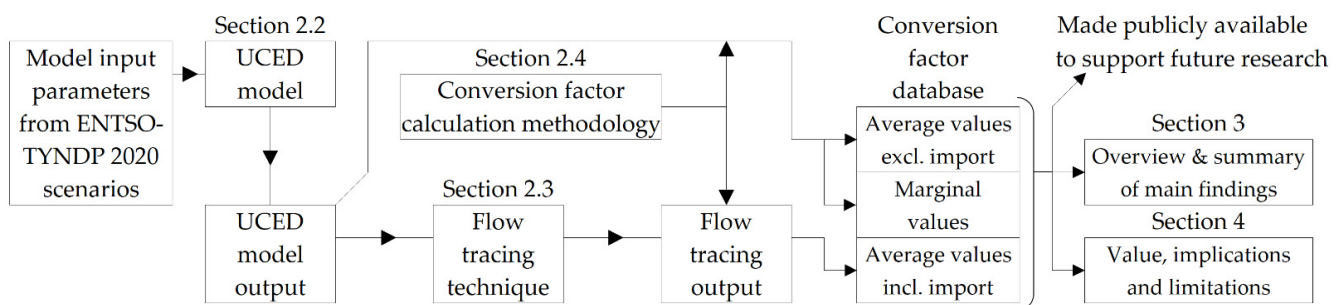 Model input
parameters
from ENTSO-
TYNDP 2020
scenarios
Section 2.2
UCED
model
UCED
model
output
Section 2.4
Conversion factor
calculation methodology
Section 2.3
Flow
tracing
technique
Flow
tracing
output
Conversion
factor
database
Average values
excl. import
Marginal
values
Average values
incl. import
Made publicly available
to support future research
Section 3
Overview & summary
of main findings
Section 4
Value, implications
and limitations